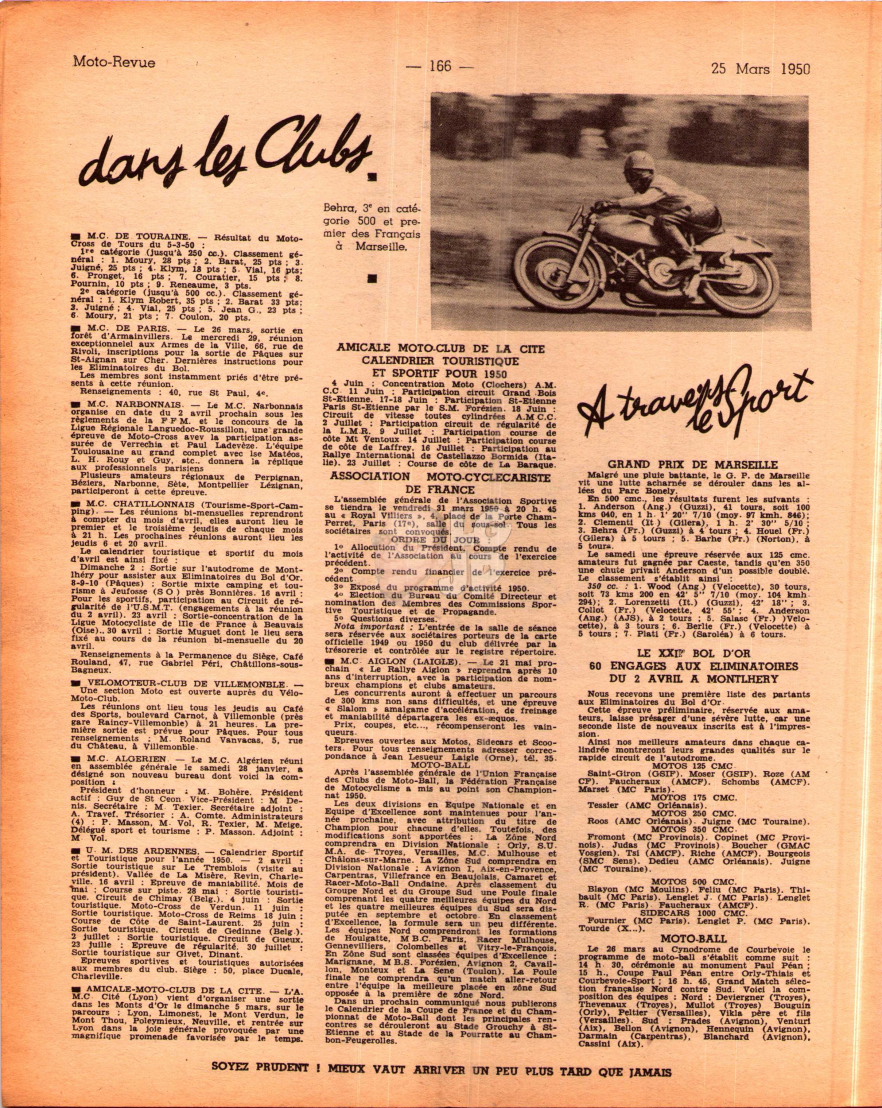 Moto-Revue
— 166 —
25 Mars 1950
dans les Clubs
Behra, 3e en caté-
gorie 500 et pre-
mier des Français
à Marseille.
■ M.C. DE TOURAINE. — Résultat du Moto-
Cross de Tours du 5-3-50 :
1re catégorie (jusqu'à 250 cc.). Classement gé-
néral : 1. Moury, 28 pts ; 2. Barat, 25 pts ; 3.
Juigné, 25 pts ; 4. Klym, 18 pts ; 5. Vial, 16 pts;
6. Pronget, 16 pts ; 7. Couratier, 15 pts ; 8.
Pournin, 10 pts ; 9. Reneaume, 3 pts.
2e catégorie (jusqu'à 500 cc.). Classement gé-
néral : 1. Klym Robert, 35 pts ; 2. Barat 33 pts;
3. Juigné ; 4. Vial, 25 pts ; 5. Jean G., 23 pts ;
6. Moury, 21 pts ; 7. Coulon, 20 pts.
■ M.C. DE PARIS. — Le 26 mars, sortie en
forêt d'Armainvillers. Le mercredi 29, réunion
exceptionnel aux Armes de la Ville, 66, rue de
Rivoli, inscriptions pour la sortie de Pâques sur
St-Aignan sur Cher. Dernières instructions pour
les Eliminatoires du Bol.
Les membres sont instamment priés d'être pré-
sents à cette réunion.
Renseignements : 40, rue St Paul, 4e.
■ M.C. NARBONNAIS. — Le M.C. Narbonnais
organise en date du 2 avril prochain sous les
règlements de la F F M. et le concours de la
Ligue Régionale Languedoc-Roussillon, une grande
épreuve de Moto-Cross avec la participation as-
surée de Verrechia et Paul Ladevèze. L'équipe
Toulousaine au grand complet avec Ise Matéos,
L. H. Rouy et Guy, etc., donnera la réplique
aux professionnels parisiens
Plusieurs amateurs régionaux de Perpignan,
Béziers, Narbonne, Sète, Montpellier Lézignan,
participeront à cette épreuve.
■ M.C. CHATILLONNAIS (Tourisme-Sport-Cam-
ping). — Les réunions bi-mensuelles reprendront
à compter du mois d'avril, elles auront lieu le
premier et le troisième jeudis de chaque mois
à 21 H. Les prochaines réunions auront lieu les
jeudis 6 et 20 avril.
Le calendrier touristique et sportif du mois
d'avril est ainsi fixé :
Dimanche 2 : Sortie sur l'autodrome de Mont-
lhéry pour assister aux Eliminatoires du Bol d'Or.
8-9-10 (Pâques) : Sortie mixte camping et tou-
risme à Jeufosse (S O ) près Bonnières. 16 avril :
Pour les sportifs, participation au Circuit de ré-
gularité de l'U.S.M.T. (engagements à la réunion
du 2 avril). 23 avril : Sortie-concentration de la
Ligue Motocycliste de l'Ile de France à Beauvais
(Oise). 30 avril : Sortie Muguet dont le lieu sera
fixé au cours de la réunion bi-mensuelle du 20
avril.
Renseignements à la Permanence du Siège, Café
Rouland, 47, rue Gabriel Péri, Châtillons-sous-
Bagneux.
■ VELOMOTEUR-CLUB DE VILLEMONBLE. —
Une section Moto est ouverte auprès du Vélo-
Moto-Club.
Les réunions ont lieu tous les jeudis au Café
des Sports, boulevard Carnot, à Villemonble (près
gare Raincy-Villemonble) à 21 heures. La pre-
mière sortie est prévue pour Pâques. Pour tous
renseignements : M. Roland Vanvacas, 5, rue
du Château, à Villemonble.
■ M.C. ALGERIEN — Le M.C. Algérien réuni
en assemblée générale le samedi 28 janvier, a
désigné son nouveau bureau dont voici la com-
position :
Président d'honneur : M. Bohère. Président
actif : Guy de St Ceon Vice-Président : M De-
nis. Secrétaire : M. Texier. Secrétaire adjoint :
A. Travef. Trésorier : A. Comte. Administrateurs
(4) : P. Masson, M. Vol, R. Texier, M. Meige.
Délégué sport et tourisme : P. Masson. Adjoint :
M Vol.
■ U. M. DES ARDENNES. — Calendrier Sportif
et Touristique pour l'année 1950. — 2 avril :
Sortie touristique sur Le Tremblois (visite au
président). Vallée de La Misère, Revin, Charle-
ville. 16 avril : Epreuve de maniabilité. Mois de
mai : Course sur piste. 28 mai : Sortie touristi-
que. Circuit de Chimay (Belg.). 4 juin : Sortie
touristique. Moto-Cross de Verdun. 11 juin :
Sortie touristique. Moto-Cross de Reims 18 juin :
Course de Côte de Saint-Laurent. 25 juin :
Sortie touristique. Circuit de Gedinne (Belg ).
2 juillet : Sortie touristique. Circuit de Gueux.
23 juille : Epreuve de régularité. 30 juillet :
Sortie touristique sur Givet, Dinant.
Epreuves sportives et touristiques autorisées
aux membres du club. Siège : 50, place Ducale,
Charleville.
■ AMICALE-MOTO-CLUB DE LA CITE. — L'A.
M.C Cité (Lyon) vient d'organiser une sortie
dans les Monts d'Or le dimanche 5 mars, sur le
parcours : Lyon, Limonest, le Mont Verdun, le
Mont Thou, Poleymieux, Neuville, et rentrée sur
Lyon dans la joie générale provoquée par une
magnifique promenade favorisée par le temps.
AMICALE MOTO-CLUB DE LA CITE
CALENDRIER TOURISTIQUE
ET SPORTIF POUR 1950
4 Juin : Concentration Moto (Clochers) A.M.
C.C 11 Juin : Participation circuit Grand Bois
St-Etienne. 17-18 Juin : Participation St-Etienne
Paris St-Etienne par le S.M. Forézien. 18 Juin :
Circuit de vitesse toutes cylindrées A.M C.C.
2 Juillet : Participation circuit de régularité de
la L.M.R. 9 Juillet : Participation course de
côte Mt Ventoux 14 Juillet : Participation course
de côte de Laffrey. 16 Juillet : Participation au
Rallye International de Castellazzo Bormida (Ita-
lie). 23 Juillet : Course de côte de La Baraque.
ASSOCIATION MOTO-CYCLECARISTE
DE FRANCE
L'assemblée générale de l'Association Sportive
se tiendra le vendredi 31 mars 1950 à 20 h. 45
au « Royal Villiers », 4, place de la Porte Cham-
Perret, Paris (17e), salle du sous-sol. Tous les
sociétaires sont convoqués.
ORDRE DU JOUR
1o Allocution du Président. Compte rendu de
l'activité de l'Association au cours de l'exercice
précédent.
2o Compte rendu financier de l'exercice pré-
cédent
3o Exposé du programme d'activité 1950.
4o Election du Bureau du Comité Directeur et
nomination des Membres des Commissions Spor-
tive Touristique et de Propagande.
5o Questions diverses.
Nota important : L'entrée de la salle de séance
sera réservée aux sociétaires porteurs de la carte
officielle 1949 ou 1950 du club délivrée par la
trésorerie et contrôlée sur le registre répertoire.
■ M.C. AIGLON (LAIGLE). — Le 21 mai pro-
chain « Le Rallye Aiglon » reprendra après 10
ans d'interruption, avec la participation de nom-
breux champions et clubs amateurs.
Les concurrents auront à effectuer un parcours
de 300 kms non sans difficultés, et une épreuve
« Slalom » amalgame d'accélération, de freinage
et maniabilité départagera les ex-æquos.
Prix, coupes, etc..., récompenseront les vain-
queurs.
Epreuves ouvertes aux Motos, Sidecars et Scoo-
ters. Pour tous renseignements adresser corres-
pondance à Jean Lesueur Laigle (Orne), tél. 35.
MOTO-BALL
Après l'assemblée générale de l'Union Française
des Clubs de Moto-Ball, la Fédération Française
de Motocyclisme a mis au point son Champion-
nat 1950.
Les deux divisions en Equipe Nationale et en
Equipe d'Excellence sont maintenues pour l'an-
née prochaine, avec attribution du titre de
Champion pour chacune d'elles. Toutefois, des
modifications sont apportées : La Zône Nord
comprendra en Division Nationale : Orly, S.U.
M.A. de Troyes, Versailles, M.C. Mulhouse et
Châlons-sur-Marne. La Zône Sud comprendra en
Division Nationale ; Avignon I, Aix-en-Provence,
Carpentras, Villefranche en Beaujolais, Camaret et
Racer-Moto-Ball Ondaine. Après classement du
Groupe Nord et du Groupe Sud une Poule finale
comprenant les quatre meilleures équipes du Nord
et les quatre meilleures équipes du Sud sera dis-
putée en septembre et octobre. En classement
d'Excellence, la formule sera un peu différente.
Les équipes Nord comprendront les formations
de Houlgatte, M.B.C. Paris, Racer Mulhouse,
Gennevilliers, Colombelles et Vitry-le-François.
En Zône Sud sont classées équipes d'Excellence :
Marignane, M.B.S. Forézien, Avignon 2, Cavail-
lon, Monteux et La Sene (Toulon). La Poule
finale ne comprendra qu'un match aller-retour
entre l'équipe la meilleure placée en zône Sud
opposée à la première de zône Nord.
Dans un prochain communiqué nous publierons
le Calendrier de la Coupe de France et du Cham-
pionnat de Moto-Ball dont les principales ren-
contres se dérouleront au Stade Grouchy à St-
Etienne et au Stade de la Pourratte au Cham-
bon-Feugerolles.
A travers
le Sport
GRAND PRIX DE MARSEILLE
Malgré une pluie battante, le G. P. de Marseille
vit une lutte acharnée se dérouler dans les al-
lées du Parc Borely.
En 500 cmc, les résultats furent les suivants :
1. Anderson (Ang.) (Guzzi), 41 tours, soit 100
kms 040, en 1 h. 1' 20'' 7/10 (moy. 97 kmh. 846);
2. Clementi (It.) (Gilera), 1 h. 2' 30'' 5/10 ;
3. Behra (Fr.) (Guzzi) à 4 tours ; 4. Houel (Fr.)
(Gilera) à 5 tours ; 5. Barbe (Fr.) (Norton), à
5 tours.
Le samedi une épreuve réservée aux 125 cmc.
amateurs fut gagnée par Caeste, tandis qu'en 350
une chute privait Anderson d'un possible doublé.
Le classement s'établit ainsi :
350 cc. : 1. Wood (Ang.) (Velocette), 30 tours,
soit 73 kms 200 en 42' 5'' 7/10 (moy. 104 kmh.
294); 2. Lorenzetti (It.) (Guzzi), 42' 18'' ; 3.
Collot (Fr.) (Velocette, 42' 55'' ; 4. Anderson
(Ang.) (AJS), à 2 tours ; 5. Salasc (Fr.) (Velo-
cette), à 3 tours ; 6. Berlie (Fr.) (Velocette) à
5 tours ; 7. Plati (Fr.) (Saroléa) à 6 tours.
LE XXIIe BOL D'OR
60 ENGAGES AUX ELIMINATOIRES
DU 2 AVRIL A MONTLHERY
Nous recevons une première liste des partants
aux Eliminatoires du Bol d'Or.
Cette épreuve préliminaire, réservée aux ama-
teurs, laisse présager d'une sévère lutte, car une
seconde liste de nouveaux inscrits est à l'impres-
sion.
Ainsi nos meilleurs amateurs dans chaque ca-
lindrée montreront leurs grandes qualités sur le
rapide circuit de l'autodrome.
MOTOS 125 CMC
Saint-Giron (GSIF). Moser (GSIF). Roze (AM
CF). Faucheraux (AMCF). Schombs (AMCF).
Marset (MC Paris).
MOTOS 175 CMC.
Tessier (AMC Orléanais).
MOTOS 250 CMC.
Roos (AMC Orléanais). Juigne (MC Touraine).
MOTOS 350 CMC.
Fromont (MC Provinois). Copinet (MC Provi-
nois). Judas (MC Provinois) Boucher (GMAC
Vosgien). Tsi (AMCF). Riche (AMCF). Bourgeois
(SMC Sens). Dedieu (AMC Orléanais). Juigne
(MC Touraine).
MOTOS 500 CMC.
Blayon (MC Moulins). Feliu (MC Paris). Thi-
bault (MC Paris). Lenglet J. (MC Paris). Lenglet
R. (MC Paris). Faucheraux (AMCF).
SIDECARS 1000 CMC.
Fournier (MC Paris). Lenglet P. (MC Paris).
Tourde (X...).
MOTO-BALL
Le 26 mars au Cynodrome de Courbevoie le
programme de moto-ball s'établit comme suit :
14 h. 30, cérémonie au monument Paul Péan ;
15 h., Coupe Paul Péan entre Orly-Thiais et
Courbevoie-Sport ; 16 h. 45, Grand Match sélec-
tion française Nord contre Sud. Voici la com-
position des équipes : Nord : Deviergner (Troyes),
Thevenaux (Troyes), Mullot (Troyes) Bouguin
(Orly), Peltier (Versailles), Vikla père et fils
(Versailles). Sud : Prades (Avignon), Venturi
(Aix), Bellon (Avignon), Hennequin (Avignon),
Darmain (Carpentras), Blanchard (Avignon),
Cassini (Aix).
SOYEZ PRUDENT ! MIEUX VAUT ARRIVER UN PEU PLUS TARD QUE JAMAIS